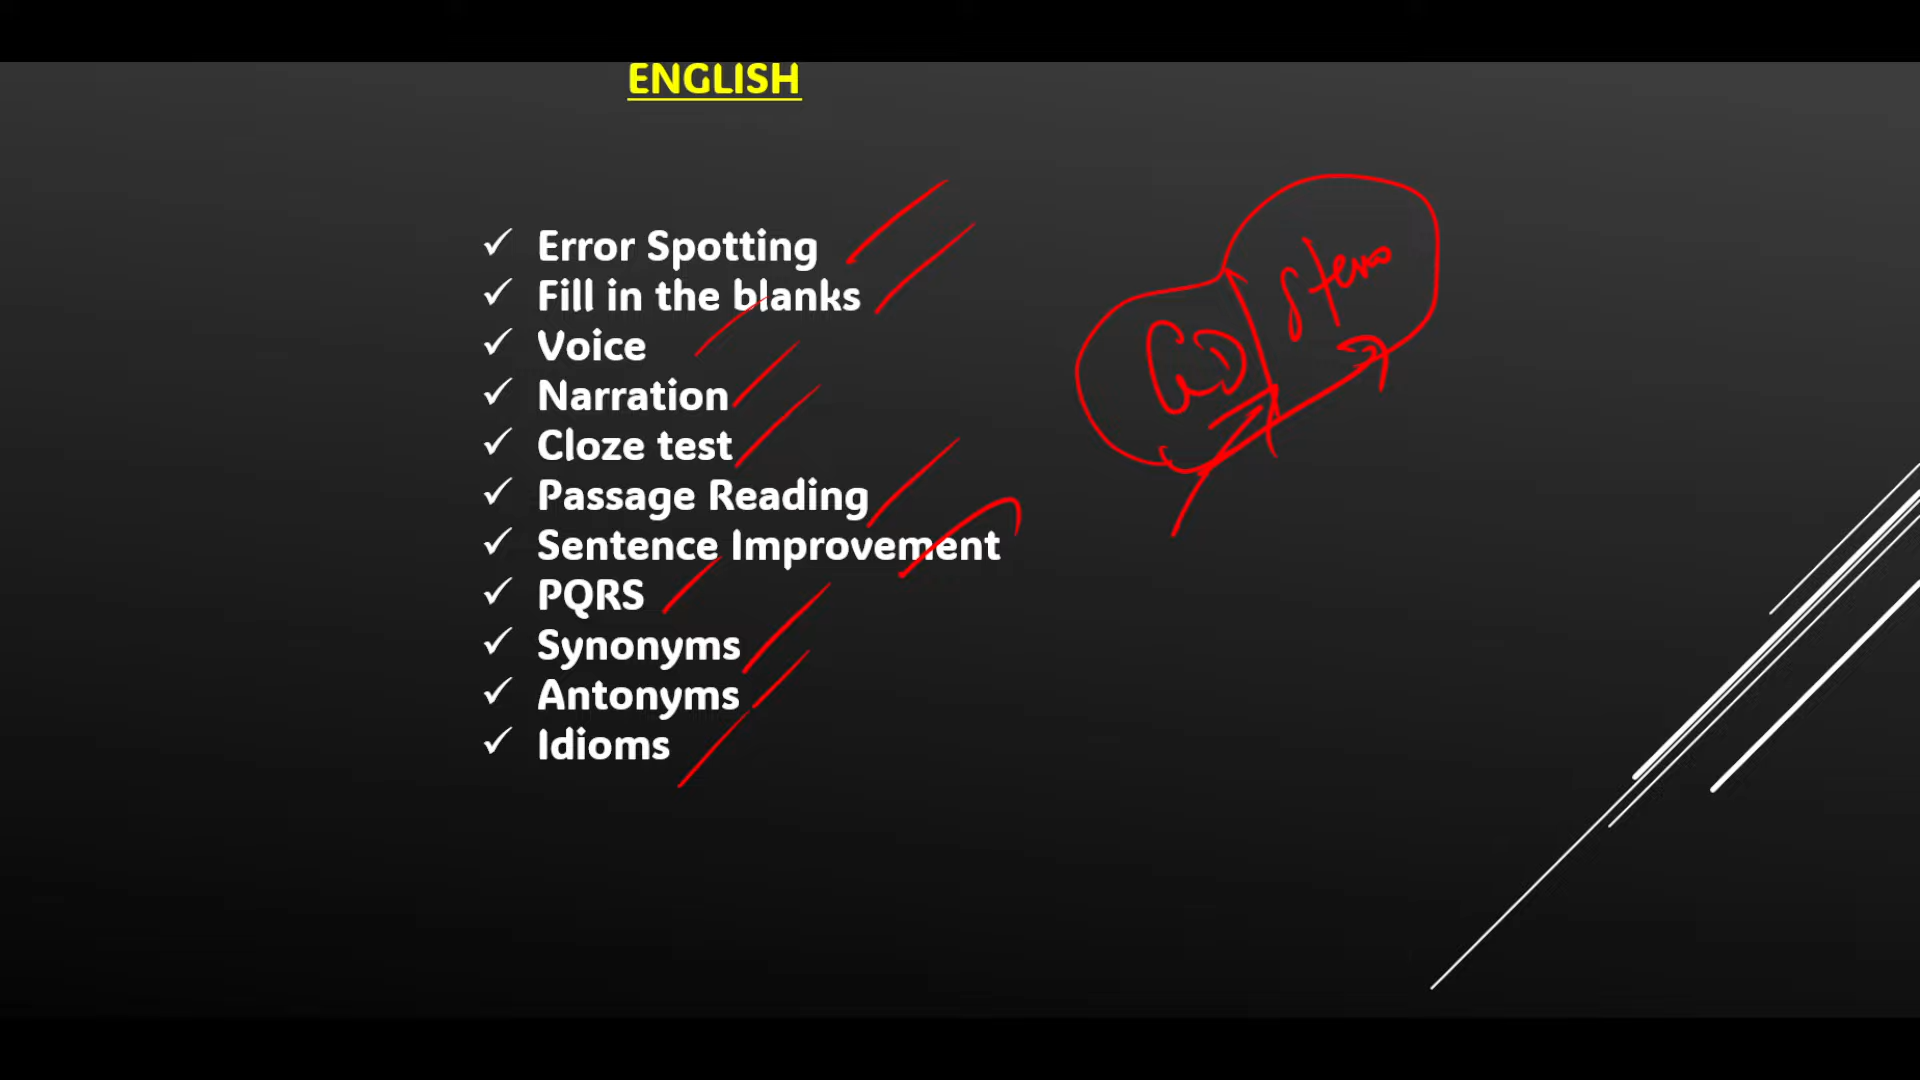 ENGLISH
✓ Error Spotting
✓ Fill in the blanks
✓ Voice
✓ Narration
✓ Cloze test
✓ Passage Reading
✓ Sentence Improvement
✓ PQRS
✓ Synonyms
✓ Antonyms
✓ Idioms
Steno